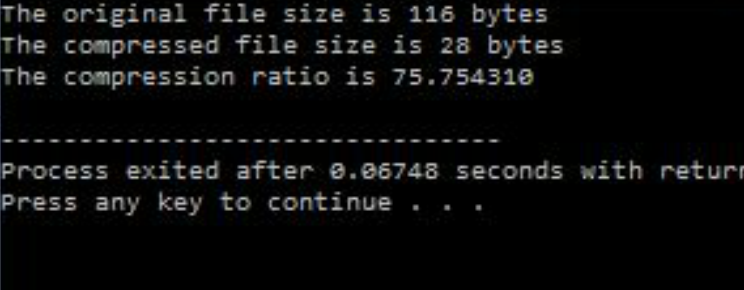 The original file size is 116 bytes
The compressed file size is 28 bytes
The compression ratio is 75.754310
--------------------------------
Process exited after 0.06748 seconds with return
Press any key to continue . . .